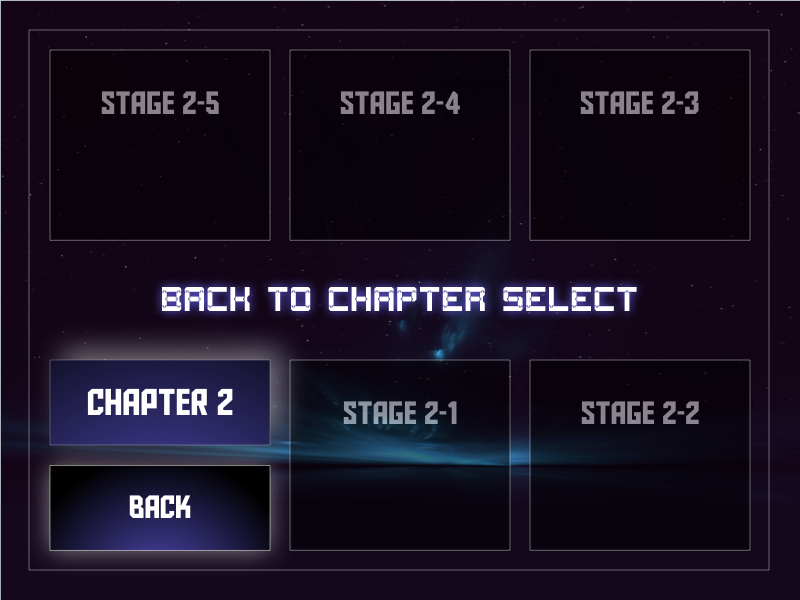 STAGE 2-5
STAGE 2-4
STAGE 2-3
BACK TO CHAPTER SELECT
CHAPTER 2
STAGE 2-1
STAGE 2-2
BACK